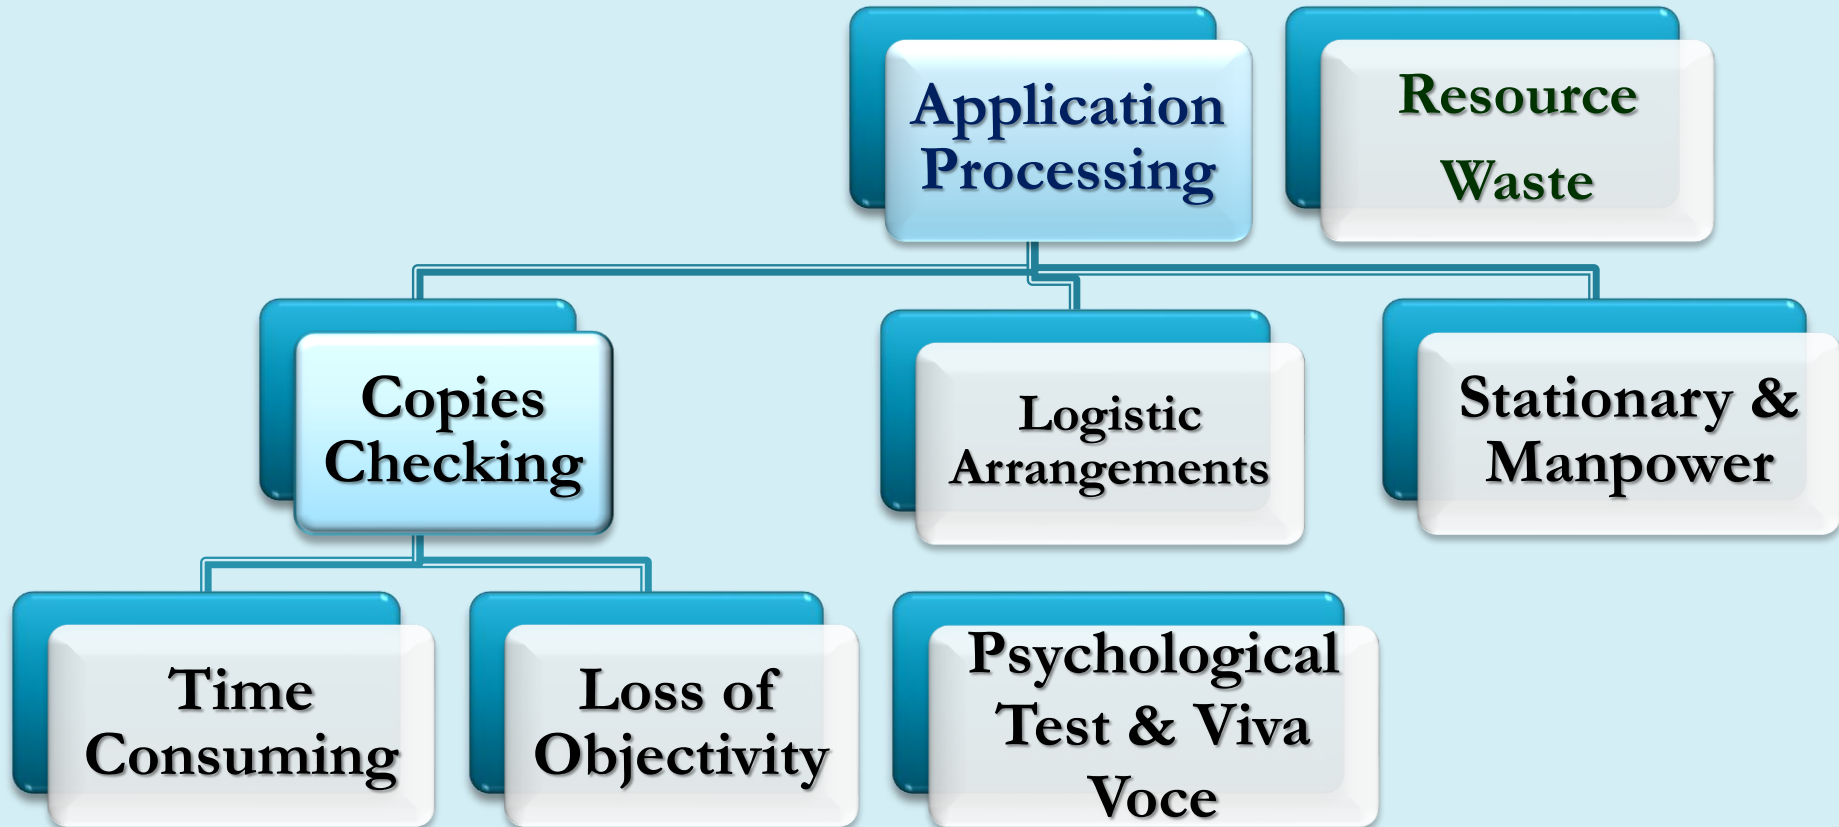 Application
Processing
Resource
Waste
Copies
Checking
Logistic
Arrangements
Stationary &
Manpower
Time
Consuming
Loss of
Objectivity
Psychological
Test & Viva
Voce